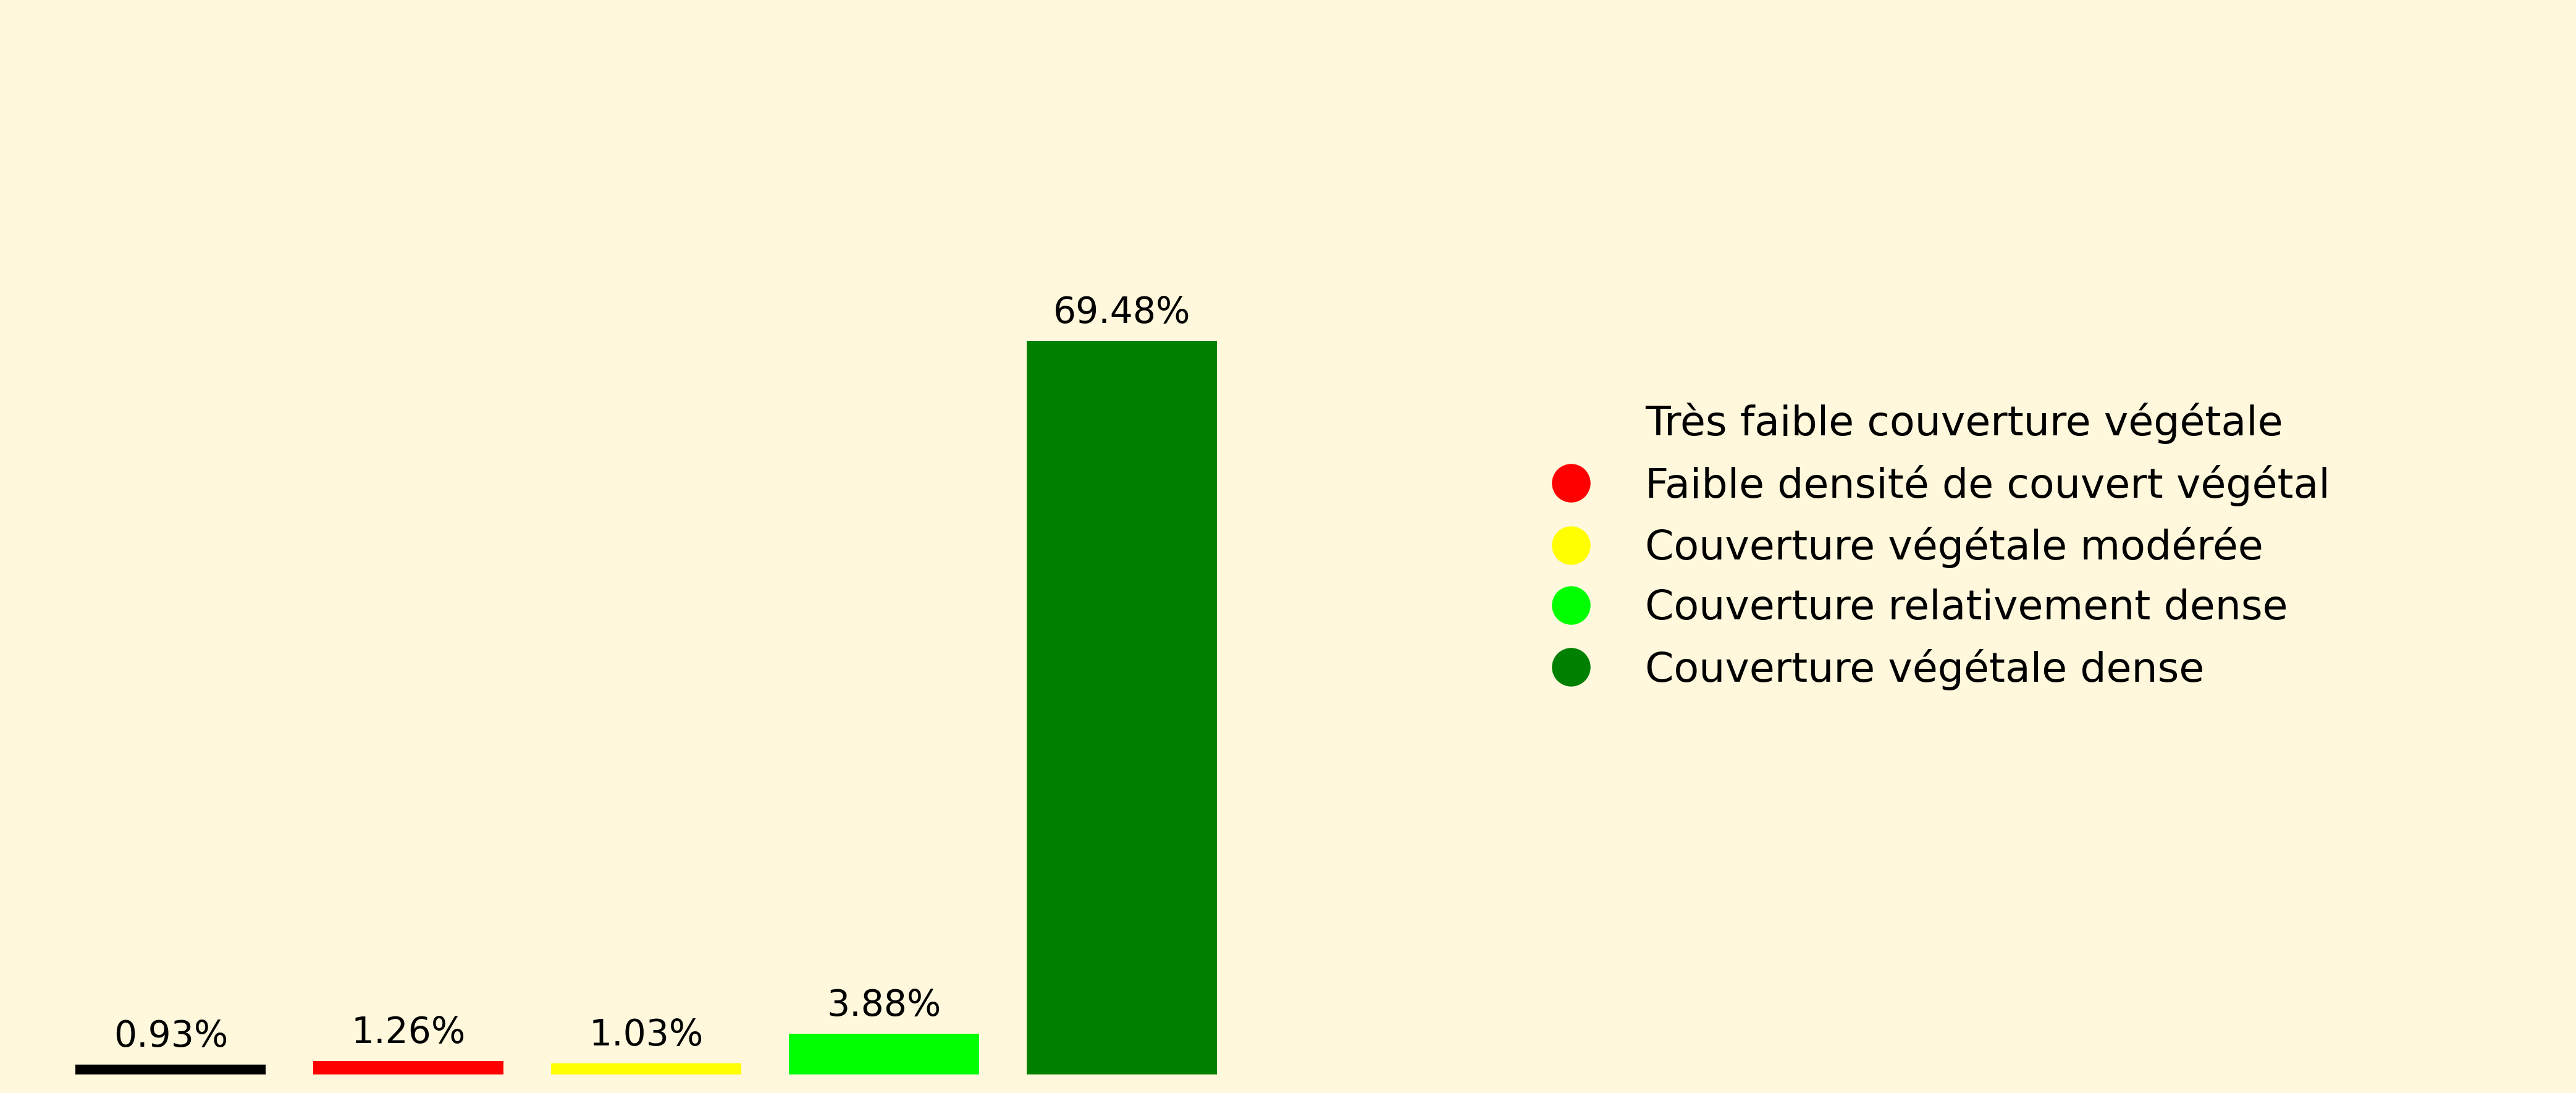 69.48%
3.88%
0.93%
1.26%
1.03%
Très faible couverture végétale
Faible densité de couvert végétal
Couverture végétale modérée
Couverture relativement dense
Couverture végétale dense